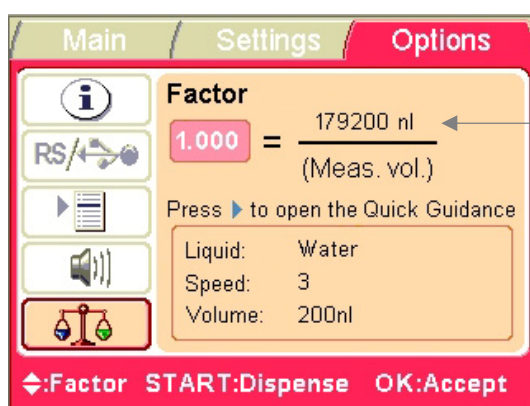 Main Settings Options
Factor
1.000 = 179200 nl
(Meas. vol.)
RS/
Press to open the Quick Guidance
Liquid: Water
Speed: 3
Volume: 200nl
:Factor START:Dispense OK:Accept